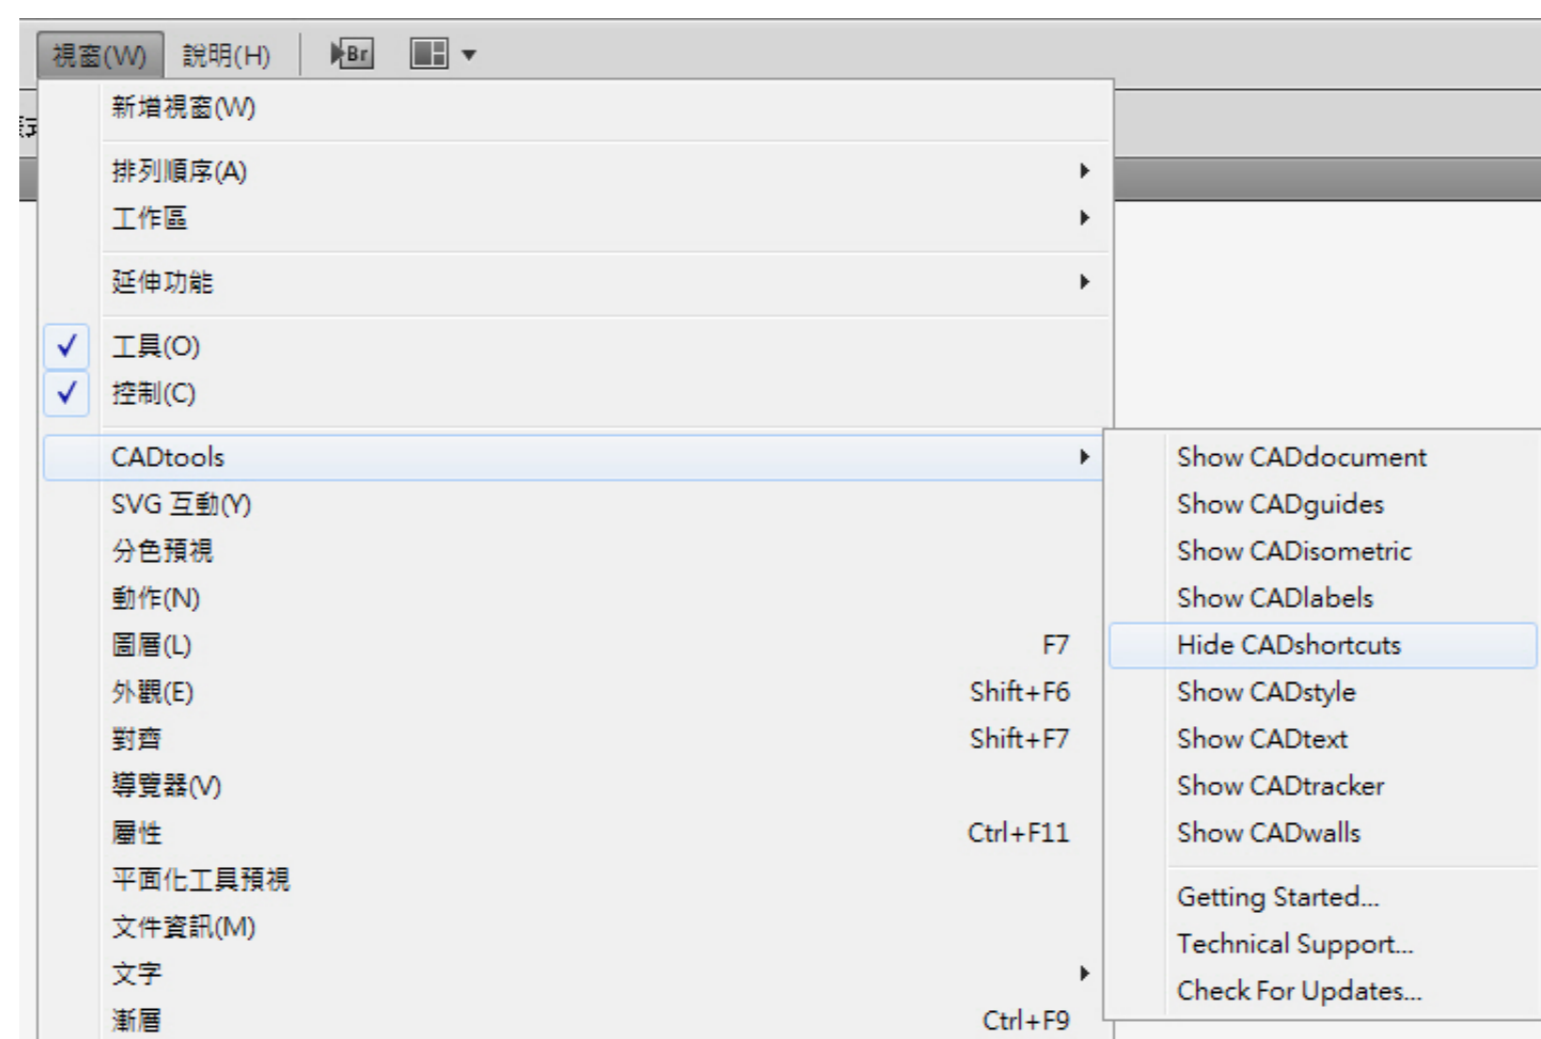 視窗(W) 說明(H) Br
新增視窗(W)
排列順序(A)
工作區
延伸功能
工具(O)
控制(C)
CADtools
SVG 互動(Y)
分色預視
動作(N)
圖層(L) F7
外觀(E) Shift+F6
對齊 Shift+F7
導覽器(V)
屬性 Ctrl+F11
平面化工具預視
文件資訊(M)
文字
漸層 Ctrl+F9
Show CADdocument
Show CADguides
Show CADisometric
Show CADlabels
Hide CADshortcuts
Show CADstyle
Show CADtext
Show CADtracker
Show CADwalls
Getting Started...
Technical Support...
Check For Updates...